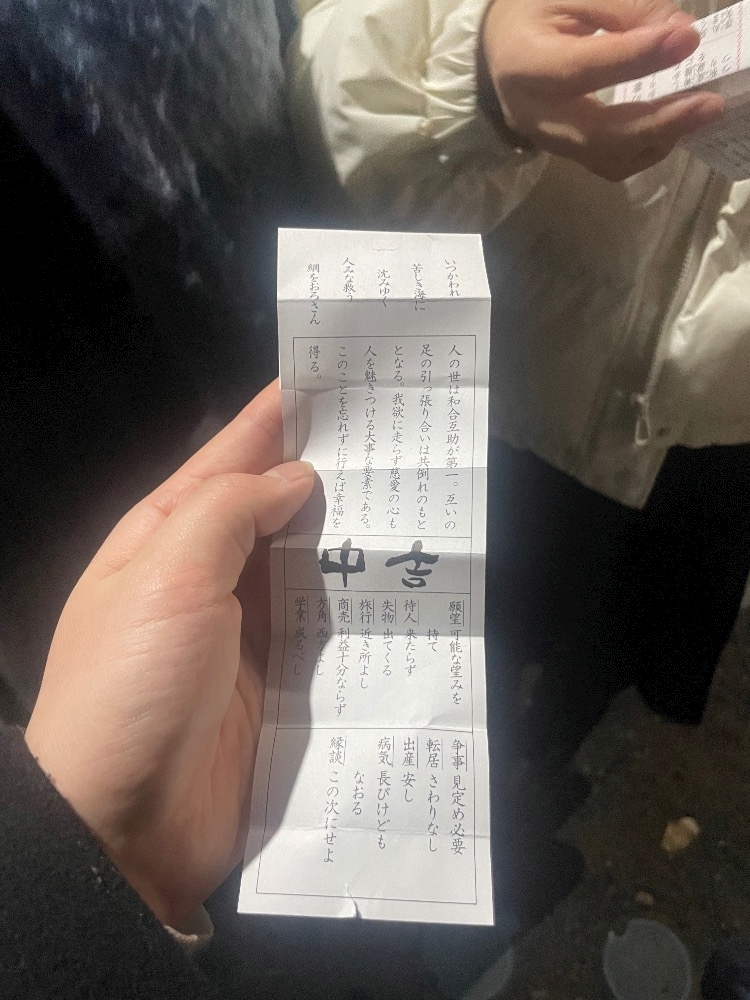 いつかわれ
苦しき海に
沈みゆく
人みな救う
網をおろさん
人の世は和合互助が第一。互いの
足の引っ張り合いは共倒れのもと
となる。我欲に走らず慈愛の心も
人を魅きつける大事な要素である。
このことを忘れずに行えば幸福を
得る。
中吉
願望 可能な望みを
持て
待人 来たらず
失物 出てくる
旅行 近き所よし
商売 利益十分ならず
方角 西方よし
学業 成るべし
争事 見定め必要
転居 さわりなし
出産 安し
病気 長びけども
なおる
縁談 この次にせよ